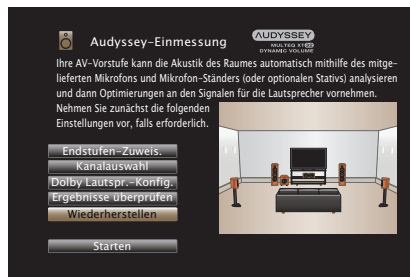 Audyssey-Einmessung
AUDYSSEY
MULTEQ XT32
DYNAMIC VOLUME
Ihre AV-Vorstufe kann die Akustik des Raumes automatisch mithilfe des mitge-
lieferten Mikrofons und Mikrofon-Ständers (oder optionalen Stativs) analysieren
und dann Optimierungen an den Signalen für die Lautsprecher vornehmen.
Nehmen Sie zunächst die folgenden
Einstellungen vor, falls erforderlich.
Endstufen-Zuweis.
Kanalauswahl
Dolby Lautspr.-Konfig.
Ergebnisse überprüfen
Wiederherstellen
Starten